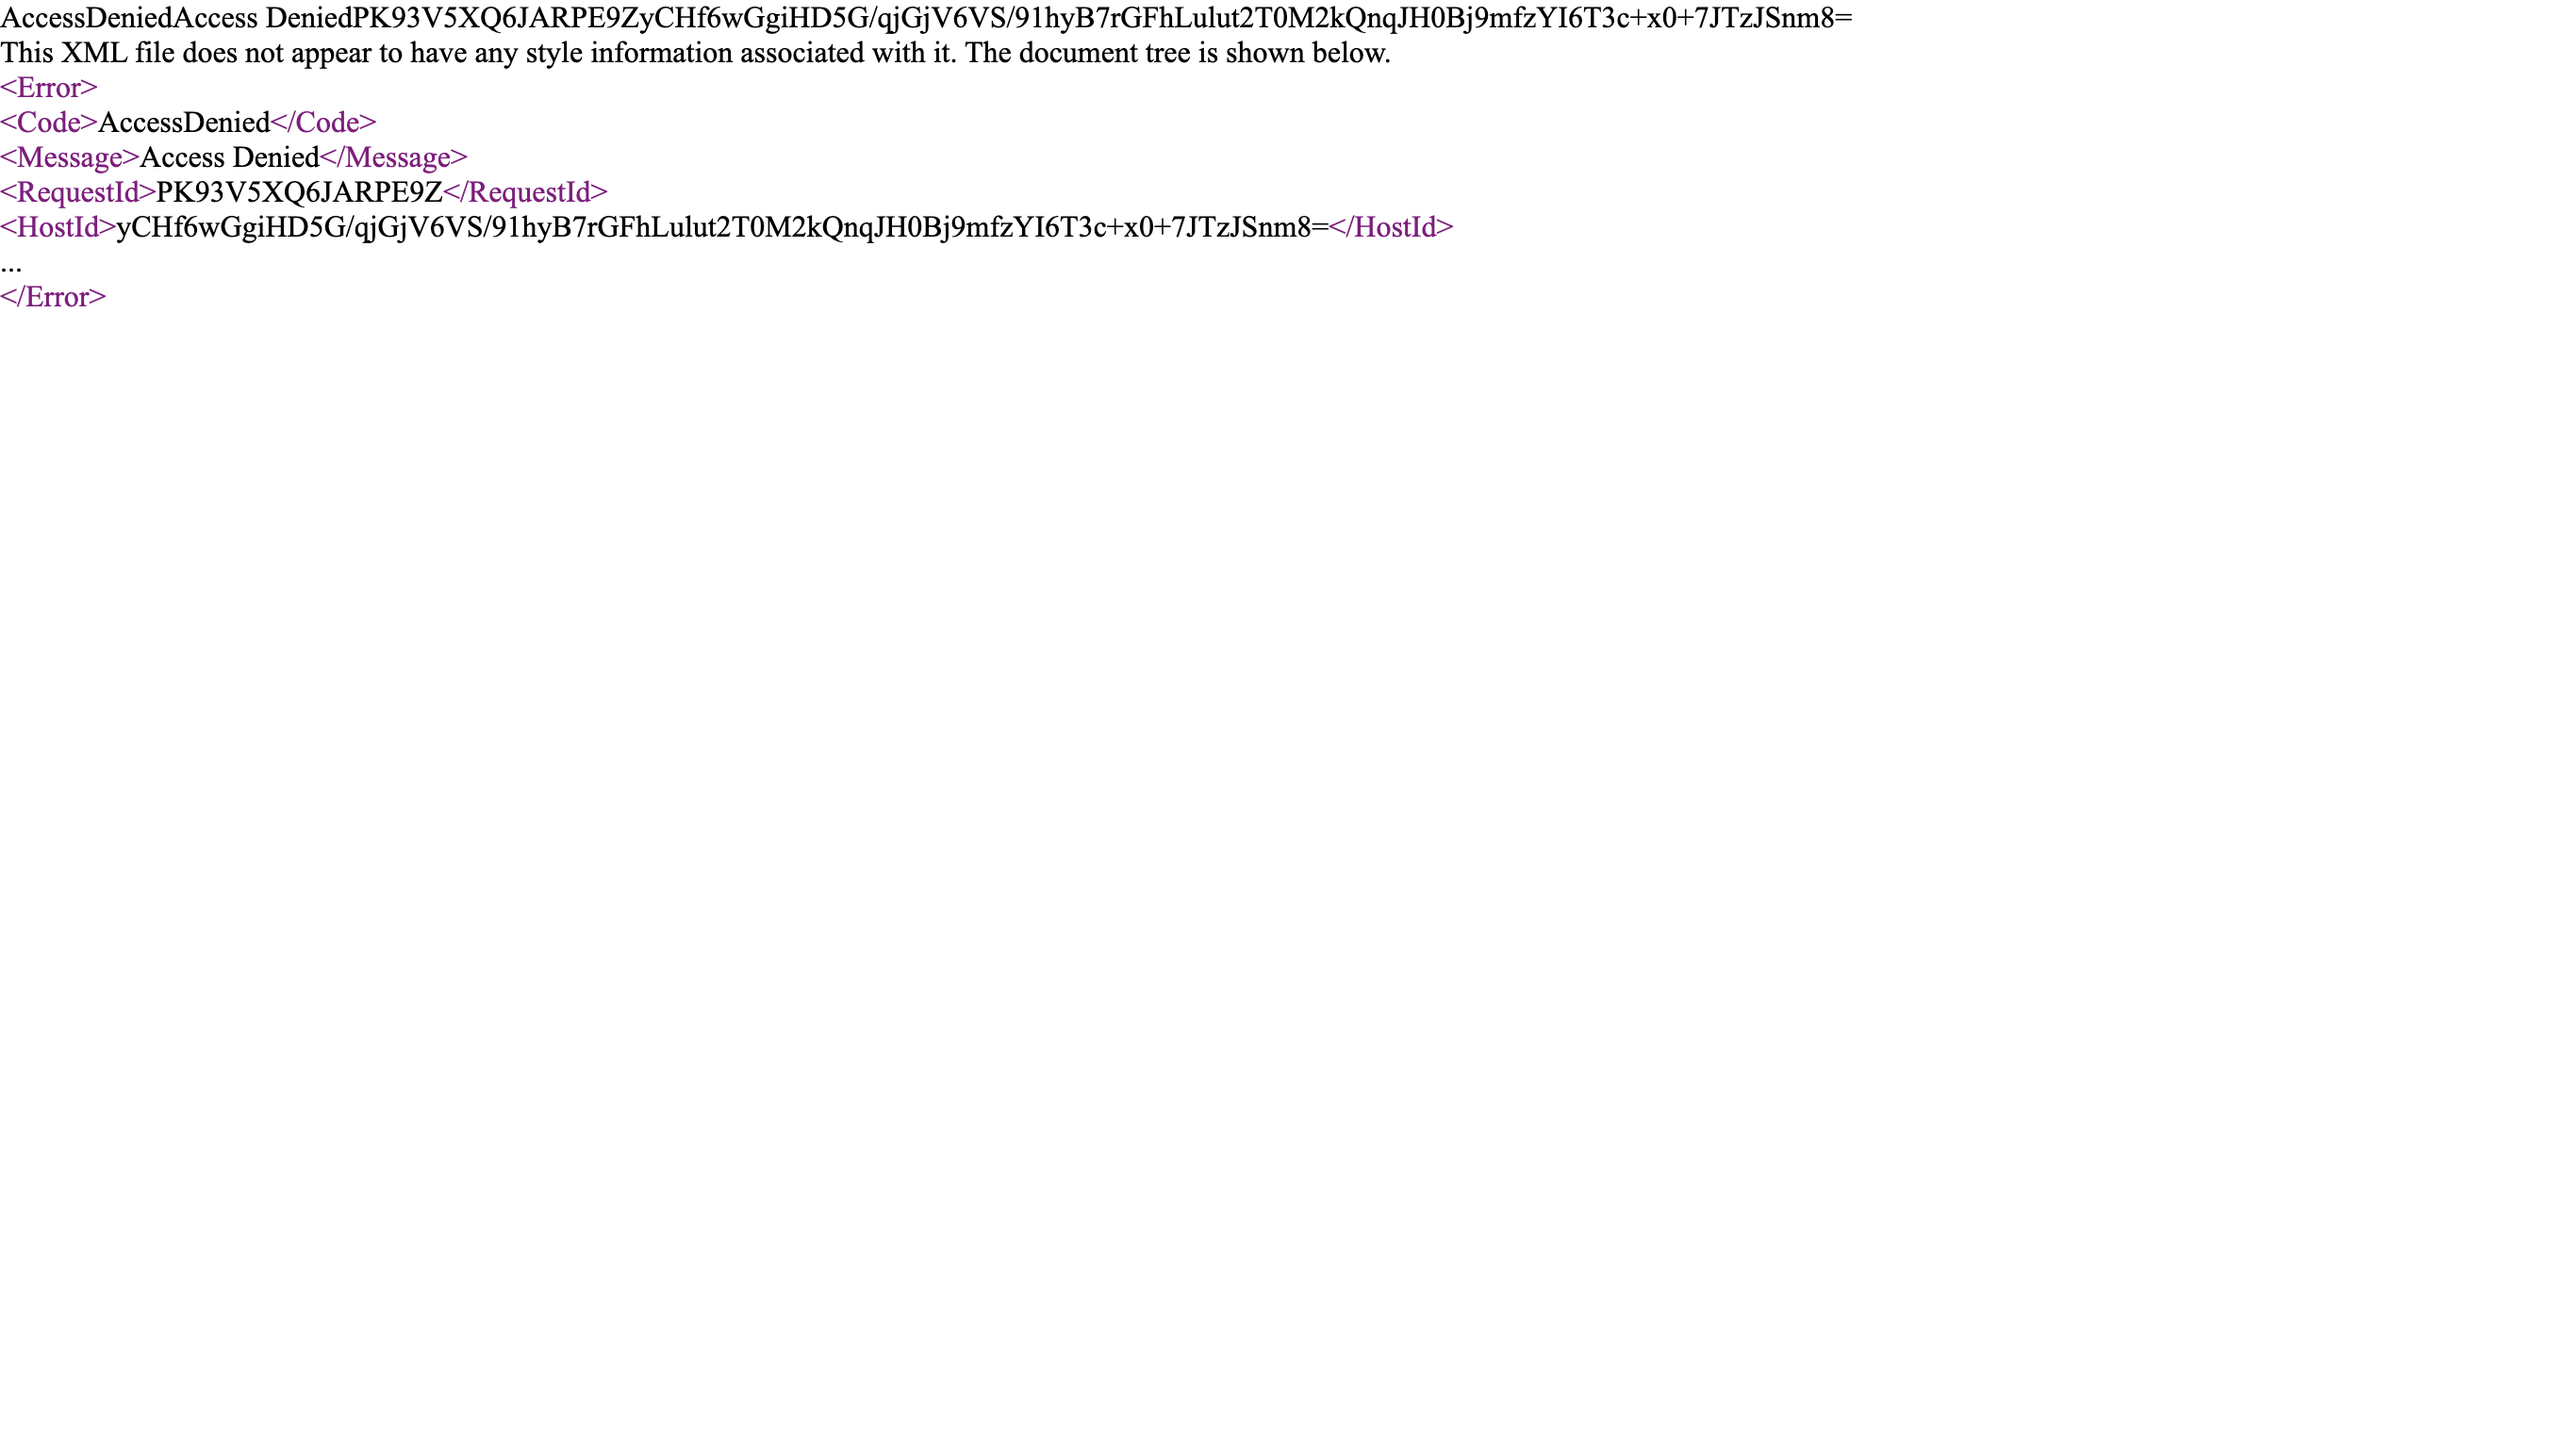 AccessDeniedAccess DeniedPK93V5XQ6JARPE9ZyCHf6wGgiHD5G/qjGjV6VS/91hyB7rGFhLulut2T0M2kQnqJH0Bj9mfzYI6T3c+x0+7JTzJSnm8=
This XML file does not appear to have any style information associated with it. The document tree is shown below.
<Error>
<Code>AccessDenied</Code>
<Message>Access Denied</Message>
<RequestId>PK93V5XQ6JARPE9Z</RequestId>
<HostId>yCHf6wGgiHD5G/qjGjV6VS/91hyB7rGFhLulut2T0M2kQnqJH0Bj9mfzYI6T3c+x0+7JTzJSnm8=</HostId>
...
</Error>